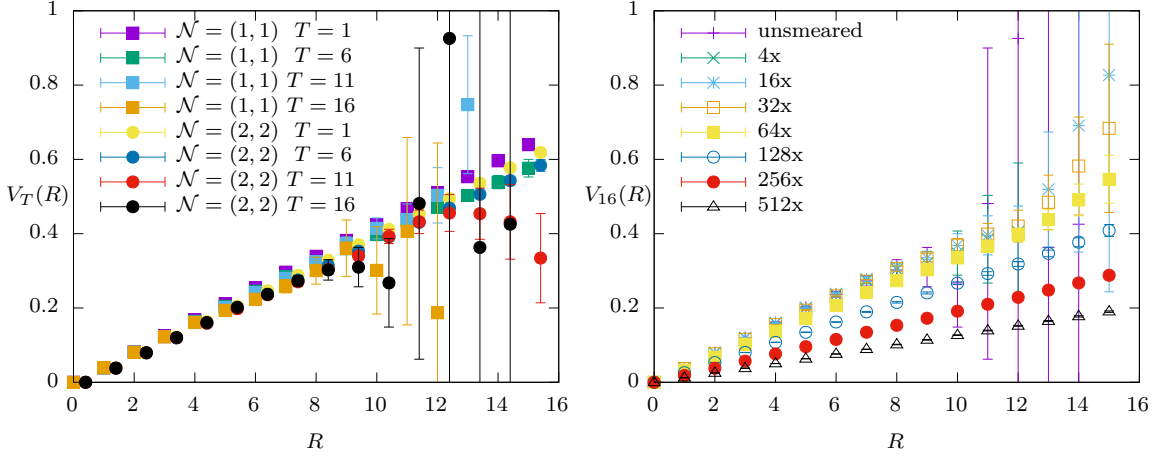 1
0.8
0.6
0.4
0.2
0
V_T(R)
0 2 4 6 8 10 12 14 16
R
𝒩 = (1, 1) T = 1
𝒩 = (1, 1) T = 6
𝒩 = (1, 1) T = 11
𝒩 = (1, 1) T = 16
𝒩 = (2, 2) T = 1
𝒩 = (2, 2) T = 6
𝒩 = (2, 2) T = 11
𝒩 = (2, 2) T = 16
1
0.8
0.6
0.4
0.2
0
V_16(R)
0 2 4 6 8 10 12 14 16
R
unsmeared
4x
16x
32x
64x
128x
256x
512x